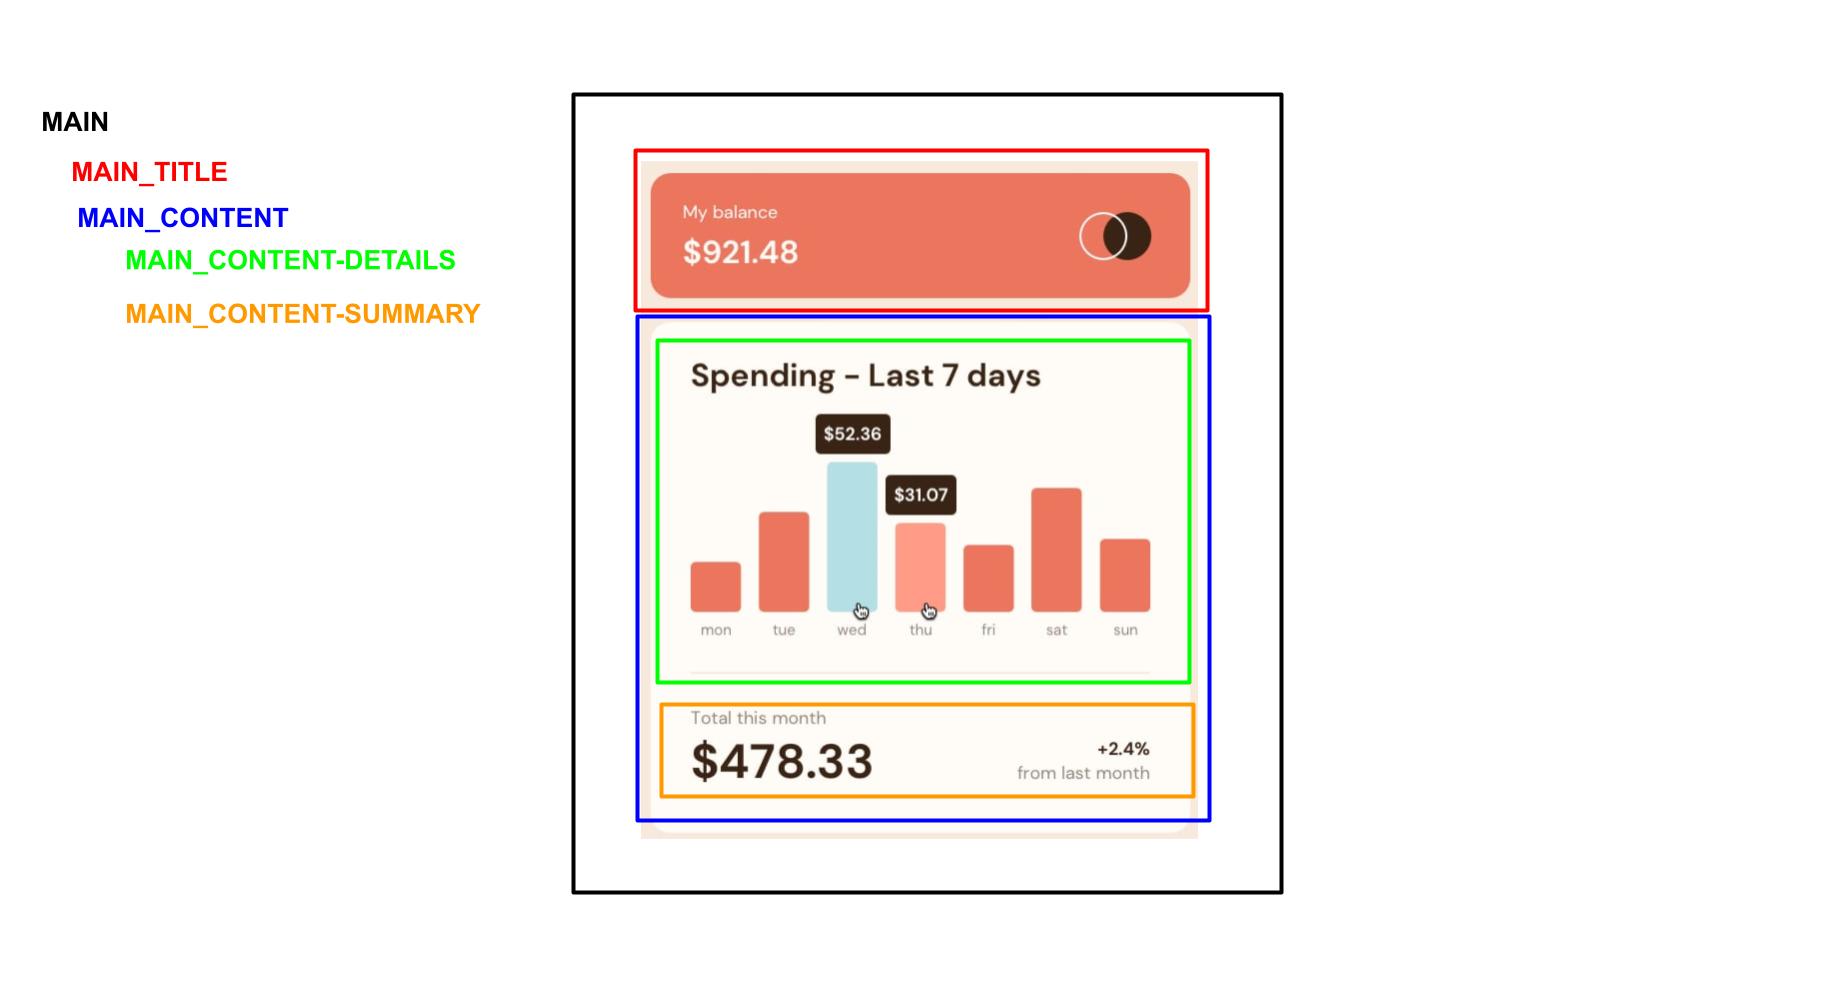 MAIN
MAIN_TITLE
MAIN_CONTENT
MAIN_CONTENT-DETAILS
MAIN_CONTENT-SUMMARY
My balance
$921.48
Spending - Last 7 days
$52.36
$31.07
mon tue wed thu fri sat sun
Total this month
$478.33
+2.4%
from last month